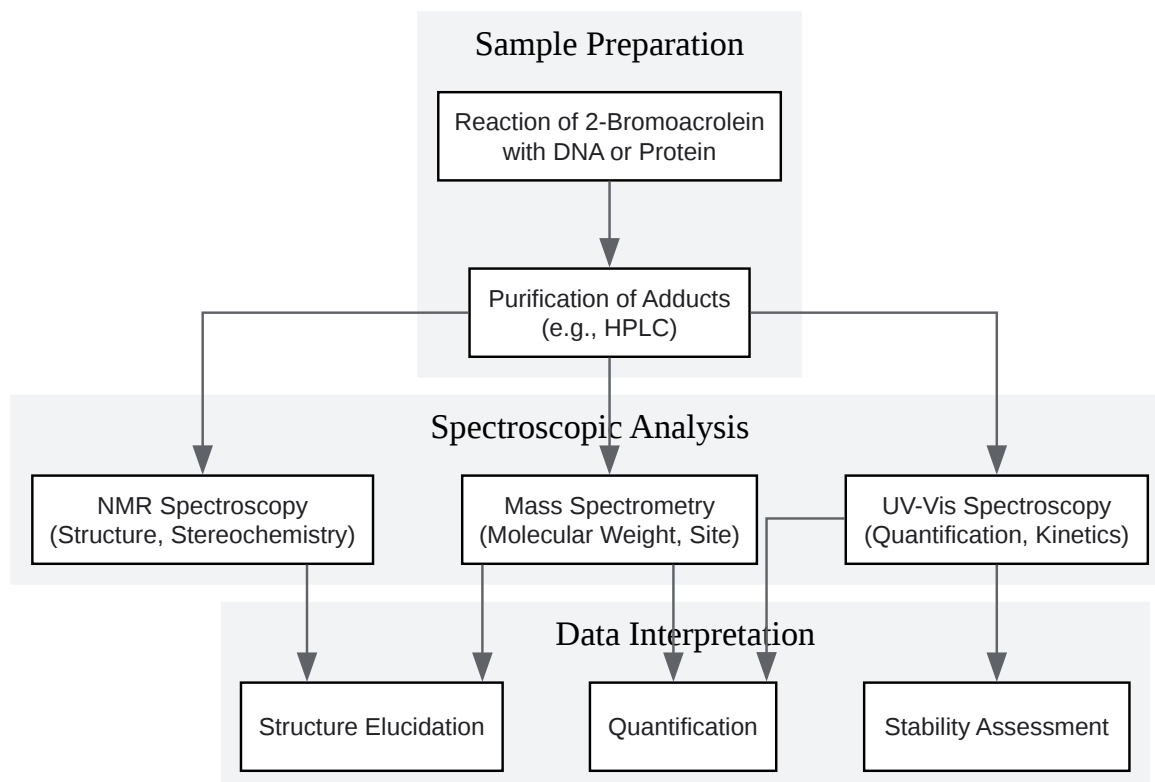 Sample Preparation
Reaction of 2-Bromoacrolein
with DNA or Protein
Purification of Adducts
(e.g., HPLC)
Spectroscopic Analysis
NMR Spectroscopy
(Structure, Stereochemistry)
Mass Spectrometry
(Molecular Weight, Site)
UV-Vis Spectroscopy
(Quantification, Kinetics)
Data Interpretation
Structure Elucidation
Quantification
Stability Assessment